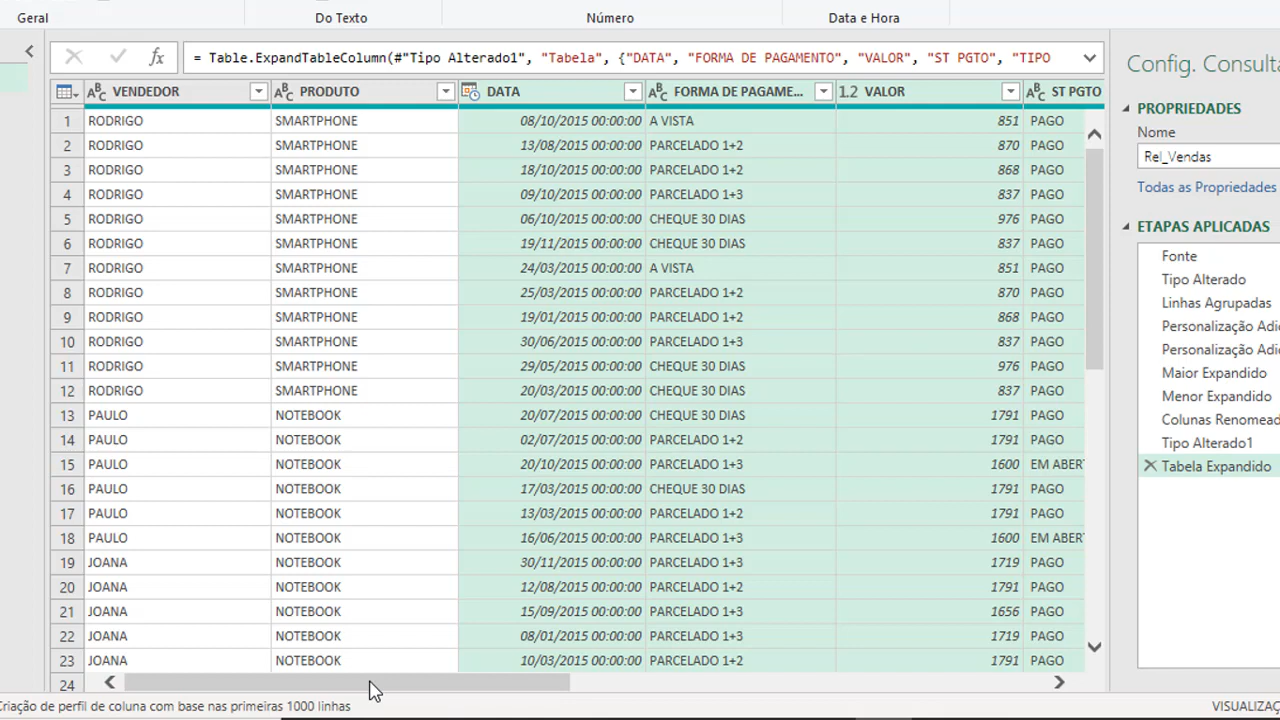 Geral Do Texto Número Data e Hora
= Table.ExpandTableColumn(#"Tipo Alterado1", "Tabela", {"DATA", "FORMA DE PAGAMENTO", "VALOR", "ST PGTO", "TIPO
VENDEDOR PRODUTO DATA FORMA DE PAGAME... 1.2 VALOR ST PGTO
1 RODRIGO SMARTPHONE 08/10/2015 00:00:00 A VISTA 851 PAGO
2 RODRIGO SMARTPHONE 13/08/2015 00:00:00 PARCELADO 1+2 870 PAGO
3 RODRIGO SMARTPHONE 18/10/2015 00:00:00 PARCELADO 1+2 868 PAGO
4 RODRIGO SMARTPHONE 09/10/2015 00:00:00 PARCELADO 1+3 837 PAGO
5 RODRIGO SMARTPHONE 06/10/2015 00:00:00 CHEQUE 30 DIAS 976 PAGO
6 RODRIGO SMARTPHONE 19/11/2015 00:00:00 CHEQUE 30 DIAS 837 PAGO
7 RODRIGO SMARTPHONE 24/03/2015 00:00:00 A VISTA 851 PAGO
8 RODRIGO SMARTPHONE 25/03/2015 00:00:00 PARCELADO 1+2 870 PAGO
9 RODRIGO SMARTPHONE 19/01/2015 00:00:00 PARCELADO 1+2 868 PAGO
10 RODRIGO SMARTPHONE 30/06/2015 00:00:00 PARCELADO 1+3 837 PAGO
11 RODRIGO SMARTPHONE 29/05/2015 00:00:00 CHEQUE 30 DIAS 976 PAGO
12 RODRIGO SMARTPHONE 20/03/2015 00:00:00 CHEQUE 30 DIAS 837 PAGO
13 PAULO NOTEBOOK 20/07/2015 00:00:00 CHEQUE 30 DIAS 1791 PAGO
14 PAULO NOTEBOOK 02/07/2015 00:00:00 PARCELADO 1+2 1791 PAGO
15 PAULO NOTEBOOK 20/10/2015 00:00:00 PARCELADO 1+3 1600 EM ABERT
16 PAULO NOTEBOOK 17/03/2015 00:00:00 CHEQUE 30 DIAS 1791 PAGO
17 PAULO NOTEBOOK 13/03/2015 00:00:00 PARCELADO 1+2 1791 PAGO
18 PAULO NOTEBOOK 16/06/2015 00:00:00 PARCELADO 1+3 1600 EM ABERT
19 JOANA NOTEBOOK 30/11/2015 00:00:00 PARCELADO 1+3 1719 PAGO
20 JOANA NOTEBOOK 12/08/2015 00:00:00 PARCELADO 1+2 1791 PAGO
21 JOANA NOTEBOOK 15/09/2015 00:00:00 PARCELADO 1+3 1656 PAGO
22 JOANA NOTEBOOK 08/01/2015 00:00:00 PARCELADO 1+3 1719 PAGO
23 JOANA NOTEBOOK 10/03/2015 00:00:00 PARCELADO 1+2 1791 PAGO
24
Criação de perfil de coluna com base nas primeiras 1000 linhas
Config. Consulta
PROPRIEDADES
Nome
Rel_Vendas
Todas as Propriedades
ETAPAS APLICADAS
Fonte
Tipo Alterado
Linhas Agrupadas
Personalização Adic
Personalização Adic
Maior Expandido
Menor Expandido
Colunas Renomead
Tipo Alterado1
Tabela Expandido
VISUALIZAÇ